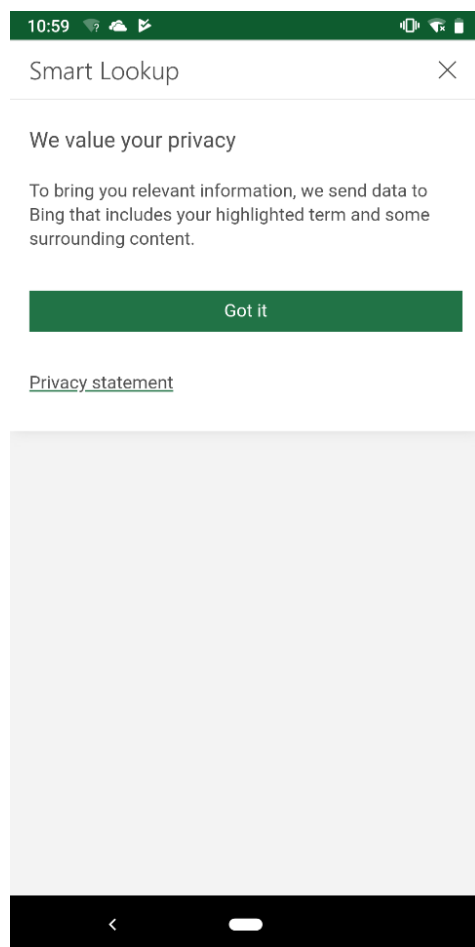 10:59
Smart Lookup
We value your privacy
To bring you relevant information, we send data to
Bing that includes your highlighted term and some
surrounding content.
Got it
Privacy statement